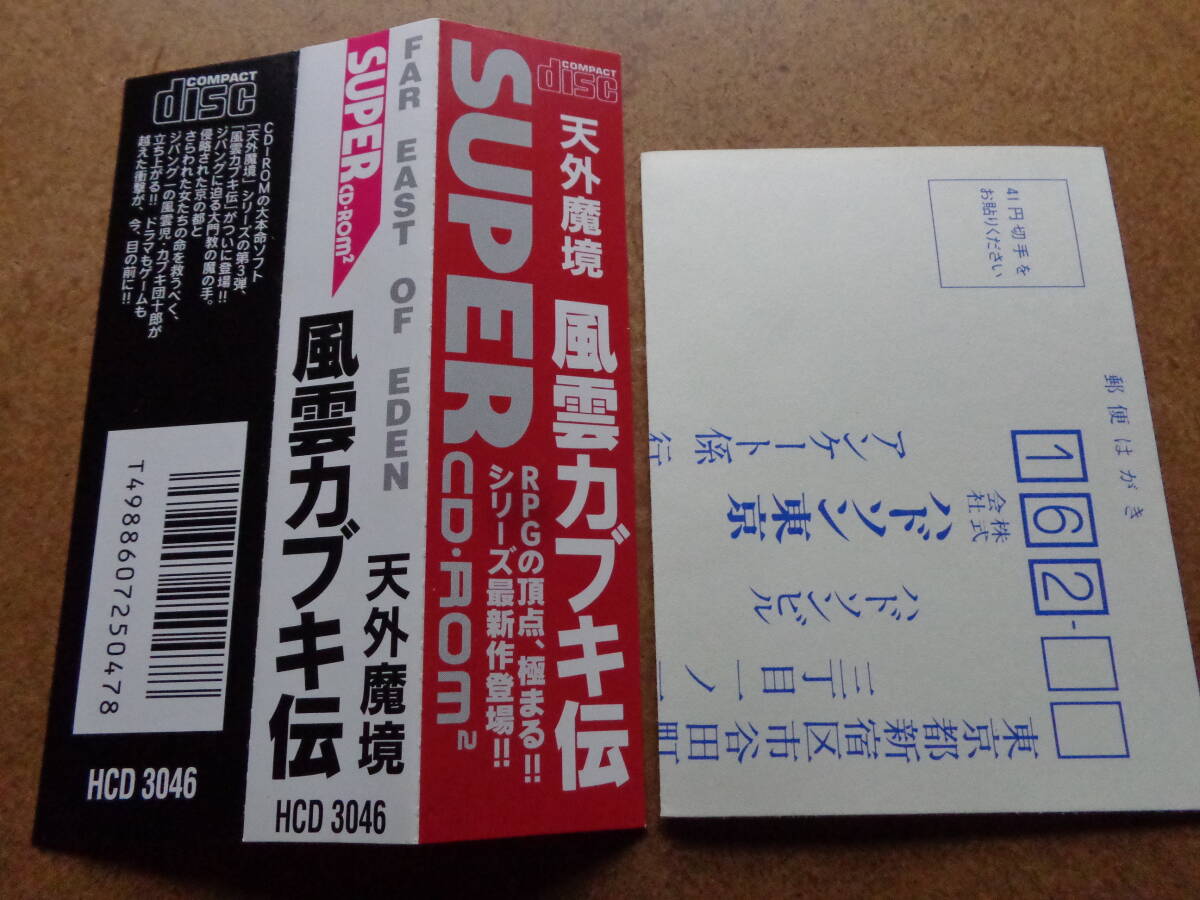 COMPACT
disc
CD-ROMの大本命ソフト
「天外魔境」シリーズの第3弾、
「風雲カブキ伝」がついに登場!!
ジパングに迫る大門教の魔の手。
侵略された京の都と
さらわれた女たちの命を救うべく、
ジパング一の風雲児・カブキ団十郎が
立ち上がる!! ドラマもゲームも
越えた衝撃が、今、目の前に!!
T4988607250478
HCD 3046
SUPER CD-ROM2
FAR EAST OF EDEN
天外魔境
風雲カブキ伝
HCD 3046
COMPACT
disc
SUPER CD-ROM2
天外魔境
風雲カブキ伝
RPGの頂点、極まる!!
シリーズ最新作登場!!
41円切手を
お貼りください
郵便はがき
162-
東京都新宿区市谷田町
三丁目一ノ一
ハドソンビル
株式
会社
ハドソン東京
アンケート係行